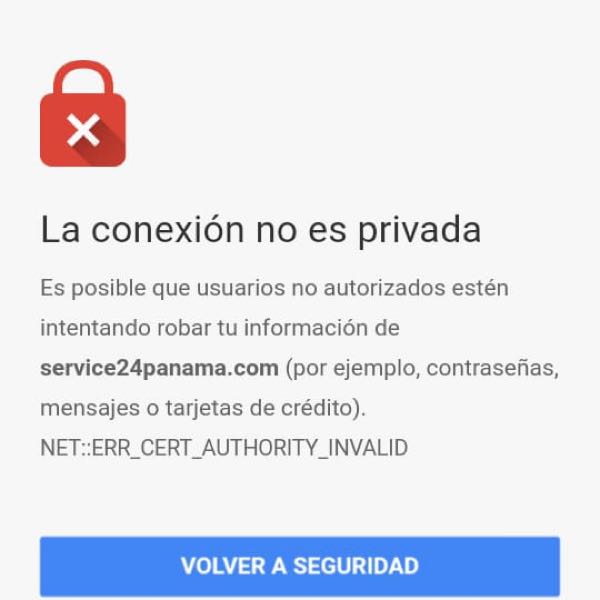 La conexión no es privada
Es posible que usuarios no autorizados estén
intentando robar tu información de
service24panama.com (por ejemplo, contraseñas,
mensajes o tarjetas de crédito).
NET::ERR_CERT_AUTHORITY_INVALID
VOLVER A SEGURIDAD